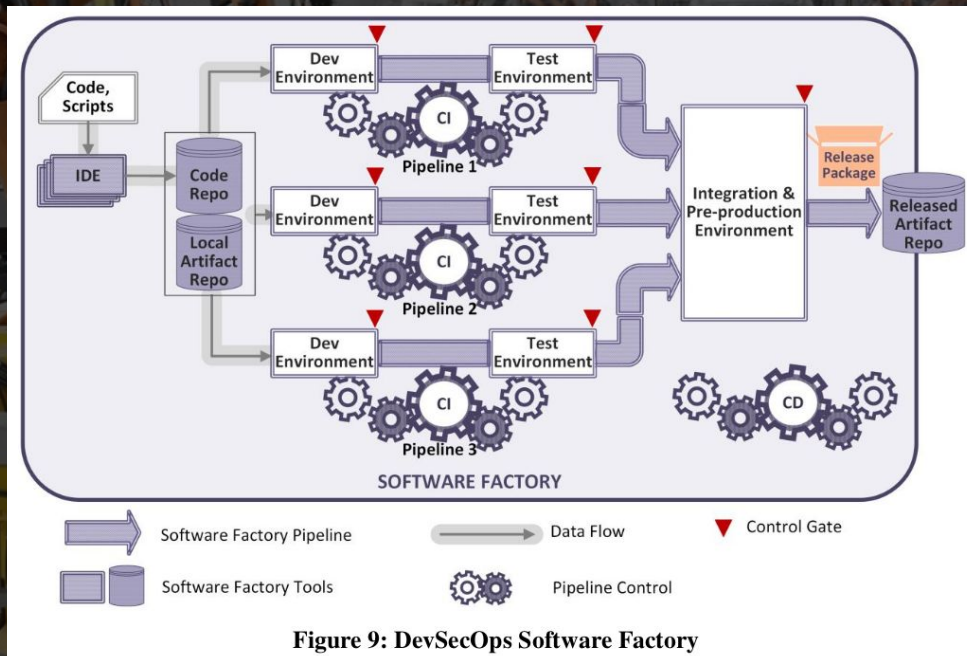 Code,
Scripts
IDE
Code
Repo
Local
Artifact
Repo
Dev
Environment
Test
Environment
CI
Pipeline 1
Dev
Environment
Test
Environment
CI
Pipeline 2
Dev
Environment
Test
Environment
CI
Pipeline 3
Integration &
Pre-production
Environment
Release
Package
Released
Artifact
Repo
CD
SOFTWARE FACTORY
Software Factory Pipeline
Data Flow
Control Gate
Software Factory Tools
Pipeline Control
Figure 9: DevSecOps Software Factory